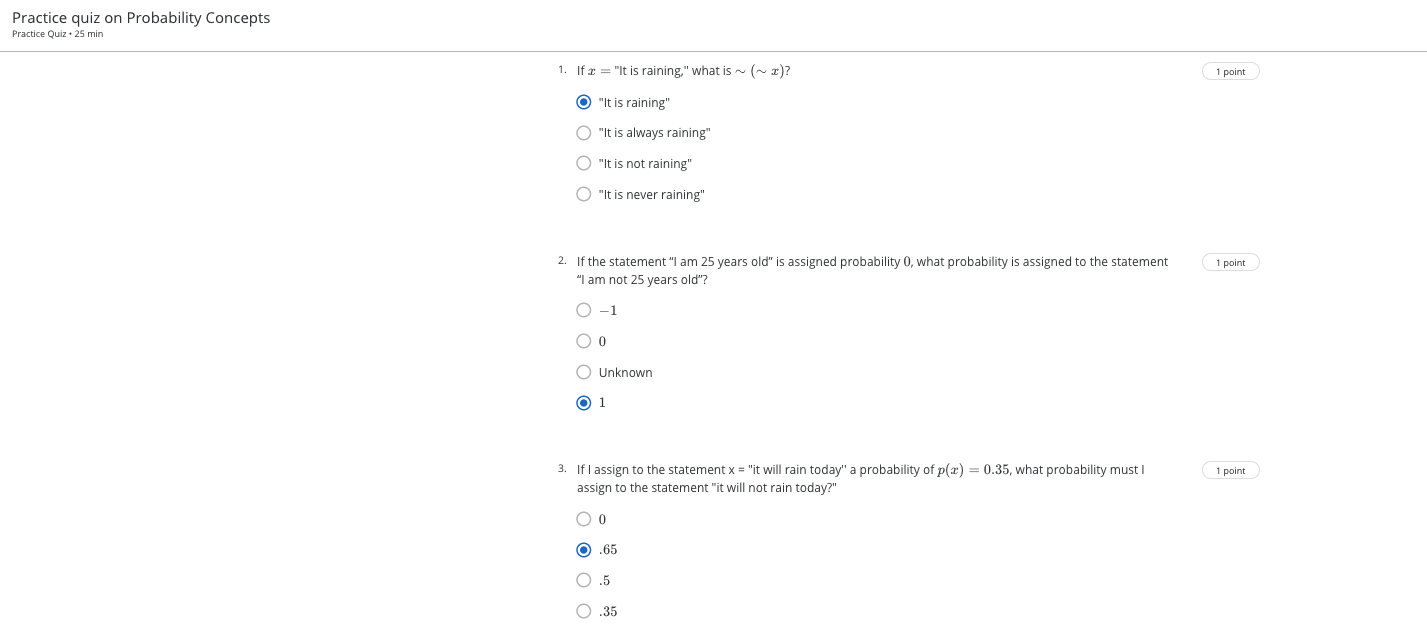 Practice quiz on Probability Concepts
Practice Quiz • 25 min
1. If x = "It is raining," what is ∼ (∼ x)?
1 point
"It is raining"
"It is always raining"
"It is not raining"
"It is never raining"
2. If the statement “I am 25 years old” is assigned probability 0, what probability is assigned to the statement
“I am not 25 years old”?
1 point
−1
0
Unknown
1
3. If I assign to the statement x = "it will rain today'' a probability of p(x) = 0.35, what probability must I
assign to the statement "it will not rain today?"
1 point
0
.65
.5
.35